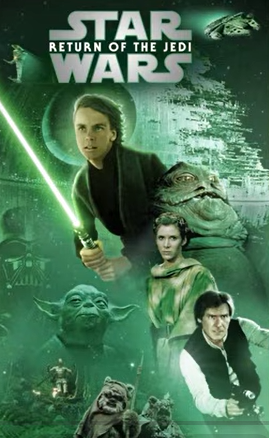 STAR
RETURN OF THE JEDI
WARS